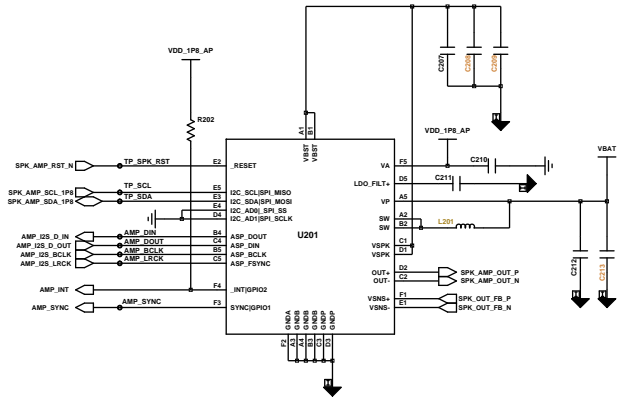 VDD_1P8_AP
R202
C207
C208
C209
A1
B1
VBST
VBST
VDD_1P8_AP
VBAT
SPK_AMP_RST_N
TP_SPK_RST
E2
_RESET
VA
F5
C210
LDO_FILT+
D5
C211
SPK_AMP_SCL_1P8
TP_SCL
E5
I2C_SCL|SPI_MISO
SPK_AMP_SDA_1P8
TP_SDA
E3
I2C_SDA|SPI_MOSI
VP
A5
E4
I2C_AD0|_SPI_SS
D4
I2C_AD1|SPI_SCLK
SW
A2
SW
B2
L201
U201
AMP_I2S_D_IN
AMP_DIN
B4
ASP_DOUT
AMP_I2S_D_OUT
AMP_DOUT
C4
ASP_DIN
AMP_I2S_BCLK
AMP_BCLK
B5
ASP_BCLK
AMP_I2S_LRCK
AMP_LRCK
C5
ASP_FSYNC
VSPK
C1
VSPK
D1
C212
C213
OUT+
D2
SPK_AMP_OUT_P
OUT-
C2
SPK_AMP_OUT_N
AMP_INT
F4
_INT|GPIO2
VSNS+
F1
SPK_OUT_FB_P
AMP_SYNC
AMP_SYNC
F3
SYNC|GPIO1
VSNS-
E1
SPK_OUT_FB_N
GNDA
GNDB
GNDB
GNDB
GNDP
GNDP
F2
A3
A4
B3
C3
D3